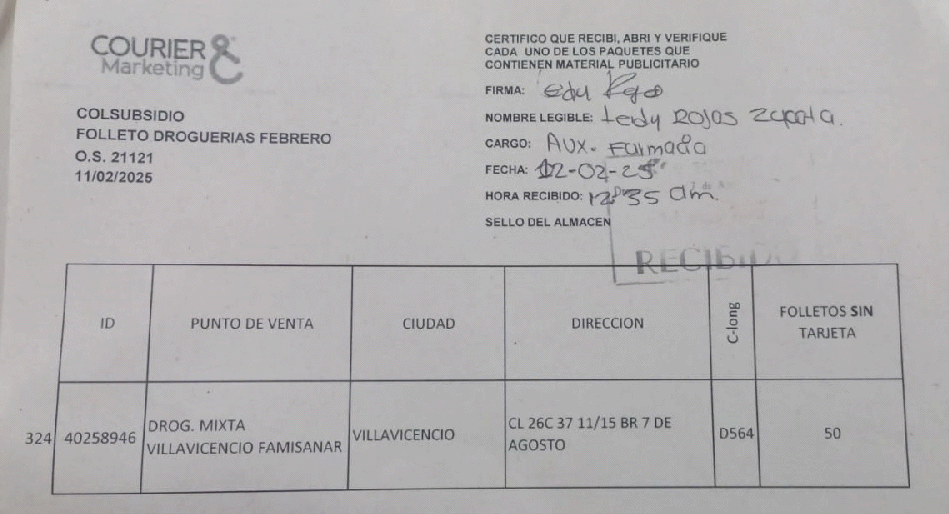 COURIER &
Marketing
COLSUBSIDIO
FOLLETO DROGUERIAS FEBRERO
O.S. 21121
11/02/2025
CERTIFICO QUE RECIBI, ABRI Y VERIFIQUE
CADA UNO DE LOS PAQUETES QUE
CONTIENEN MATERIAL PUBLICITARIO
FIRMA:
NOMBRE LEGIBLE: Leidy Rojas Zapata.
CARGO: Aux. Farmacia
FECHA: 12-02-25
HORA RECIBIDO: 12:35 am.
SELLO DEL ALMACEN
RECIBIDO
ID
PUNTO DE VENTA
CIUDAD
DIRECCION
C-long
FOLLETOS SIN
TARJETA
324
40258946
DROG. MIXTA
VILLAVICENCIO FAMISANAR
VILLAVICENCIO
CL 26C 37 11/15 BR 7 DE
AGOSTO
D564
50